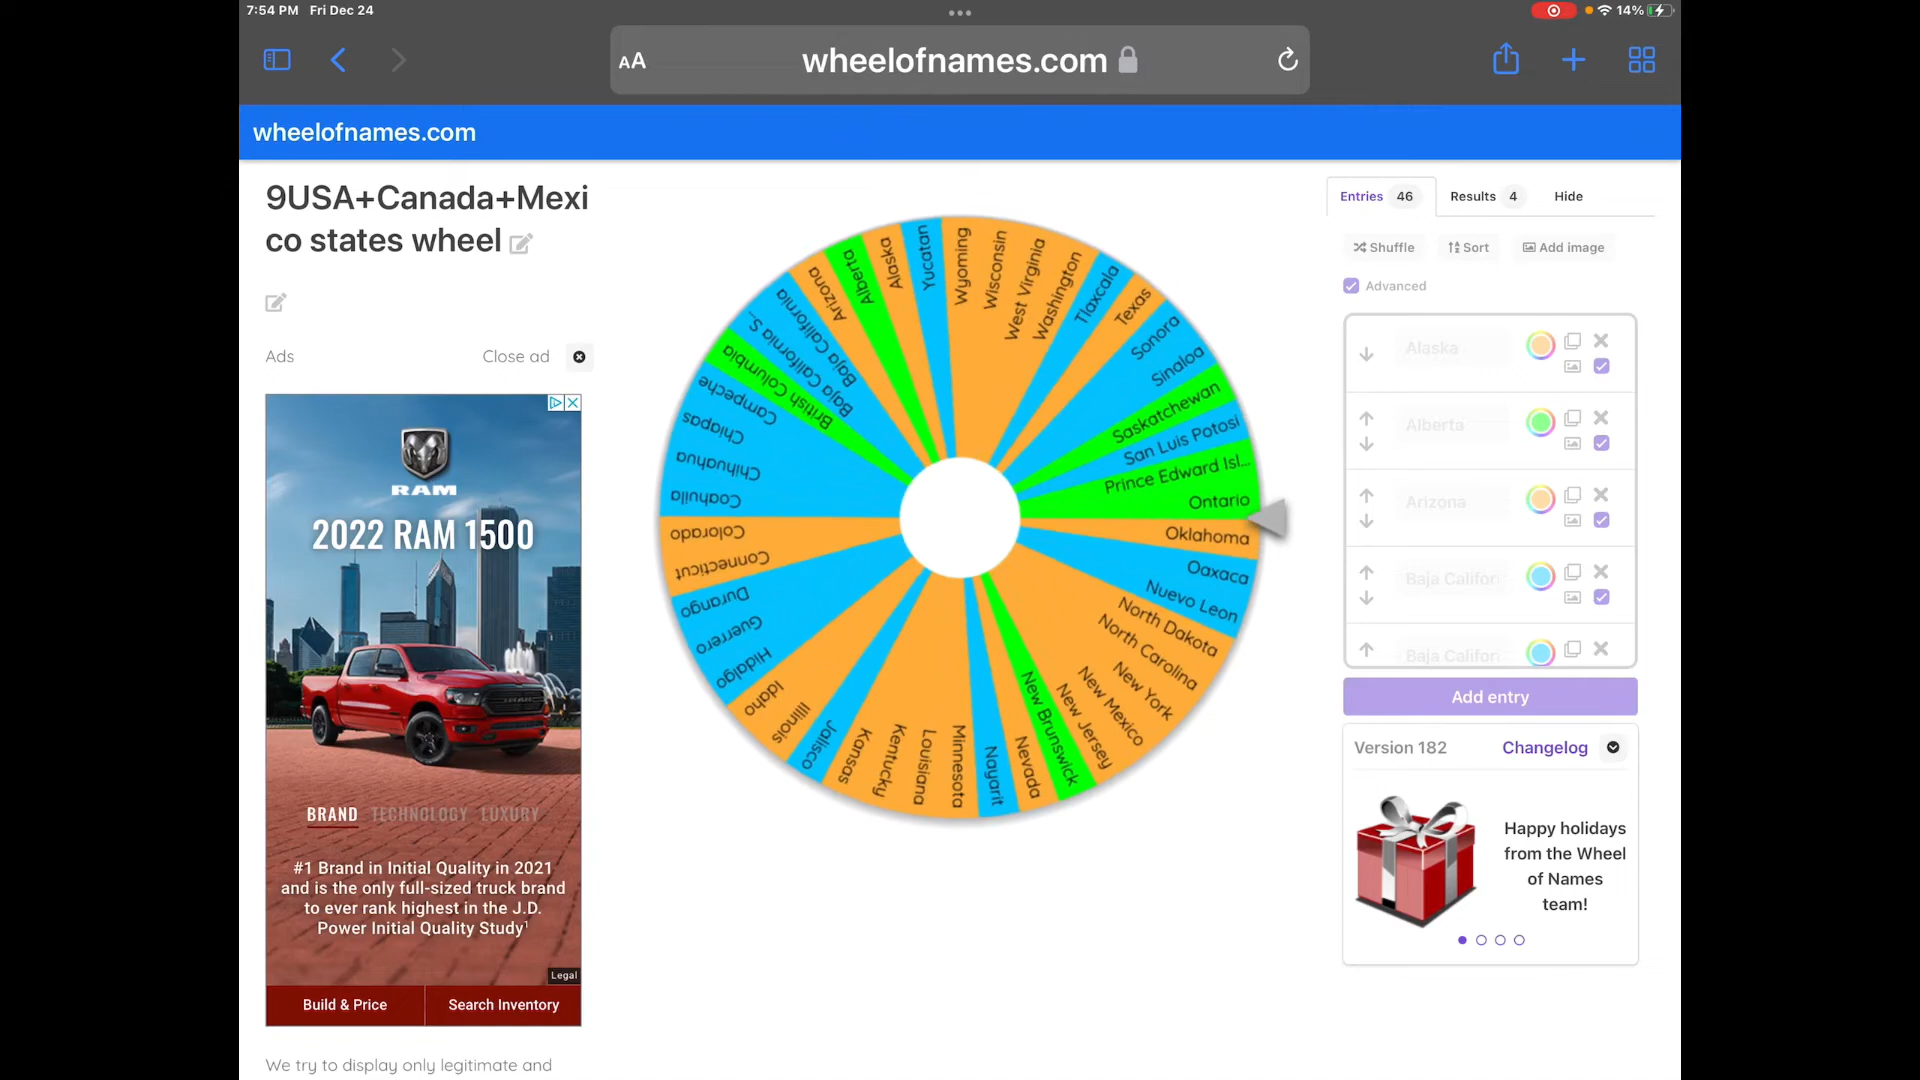 7:54 PM Fri Dec 24
14%
AA
wheelofnames.com
wheelofnames.com
9USA+Canada+Mexi
co states wheel
Ads
Close ad
RAM
2022 RAM 1500
BRAND TECHNOLOGY LUXURY
#1 Brand in Initial Quality in 2021
and is the only full-sized truck brand
to ever rank highest in the J.D.
Power Initial Quality Study¹
Legal
Build & Price
Search Inventory
We try to display only legitimate and
Yucatan
Wyoming
Wisconsin
West Virginia
Washington
Tlaxcala
Texas
Sonora
Sinaloa
Saskatchewan
San Luis Potosi
Prince Edward Isl...
Ontario
Oklahoma
Oaxaca
Nuevo Leon
North Dakota
North Carolina
New York
New Mexico
New Jersey
New Brunswick
Nevada
Nayarit
Minnesota
Louisiana
Kentucky
Kansas
Jalisco
Illinois
Idaho
Hidalgo
Guerrero
Durango
Connecticut
Colorado
Coahuila
Chihuahua
Chiapas
Campeche
British Columbia
Baja California S...
Baja California
Arizona
Alberta
Alaska
Entries 46
Results 4
Hide
Shuffle
Sort
Add image
Advanced
Alaska
Alberta
Arizona
Baja Califor
Baja Califor
Add entry
Version 182
Changelog
Happy holidays
from the Wheel
of Names
team!